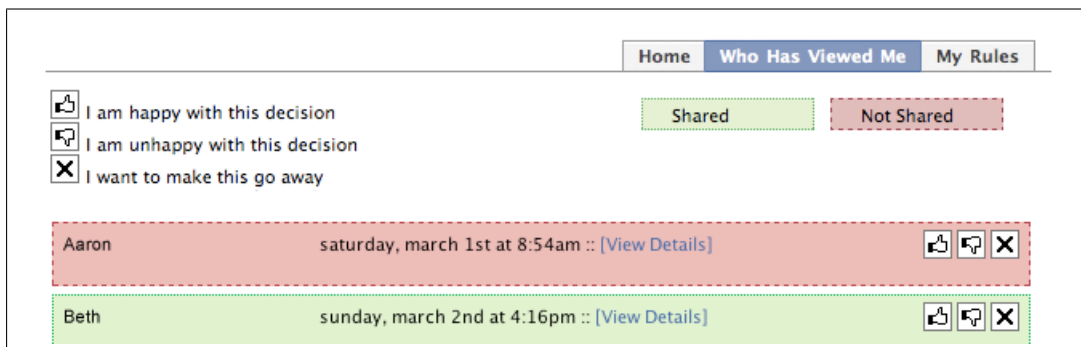 Home Who Has Viewed Me My Rules
I am happy with this decision
Shared Not Shared
I am unhappy with this decision
I want to make this go away
Aaron saturday, march 1st at 8:54am :: [View Details]
Beth sunday, march 2nd at 4:16pm :: [View Details]